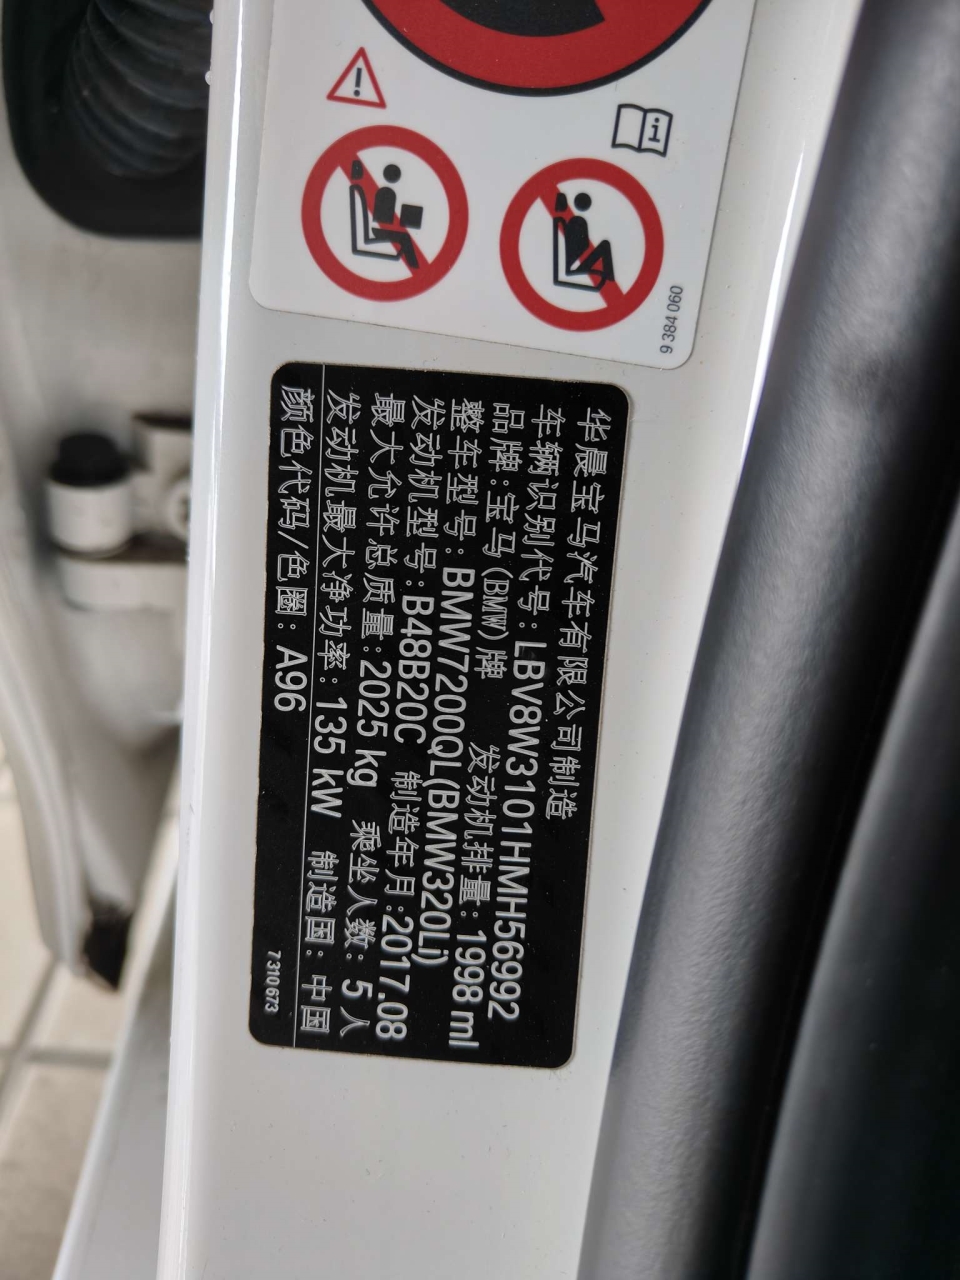 9 384 060
华晨宝马汽车有限公司制造
车辆识别代号: LBV8W3101HMH56992
品牌:宝马(BMW)牌 发动机排量: 1998 ml
整车型号: BMW7200QL(BMW320Li)
发动机型号: B48B20C 制造年月:2017.08
最大允许总质量: 2025 kg 乘坐人数: 5 人
发动机最大净功率: 135 kW 制造国: 中国
颜色代码/色圈: A96
7 310 673